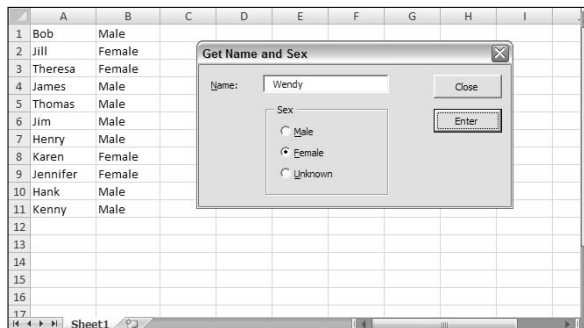 A B C D E F G H I
1 Bob Male
2 Jill Female
3 Theresa Female
4 James Male
5 Thomas Male
6 Jim Male
7 Henry Male
8 Karen Female
9 Jennifer Female
10 Hank Male
11 Kenny Male
12
13
14
15
16
17
Sheet1
Get Name and Sex
Name: Wendy
Close
Sex
Enter
Male
Female
Unknown